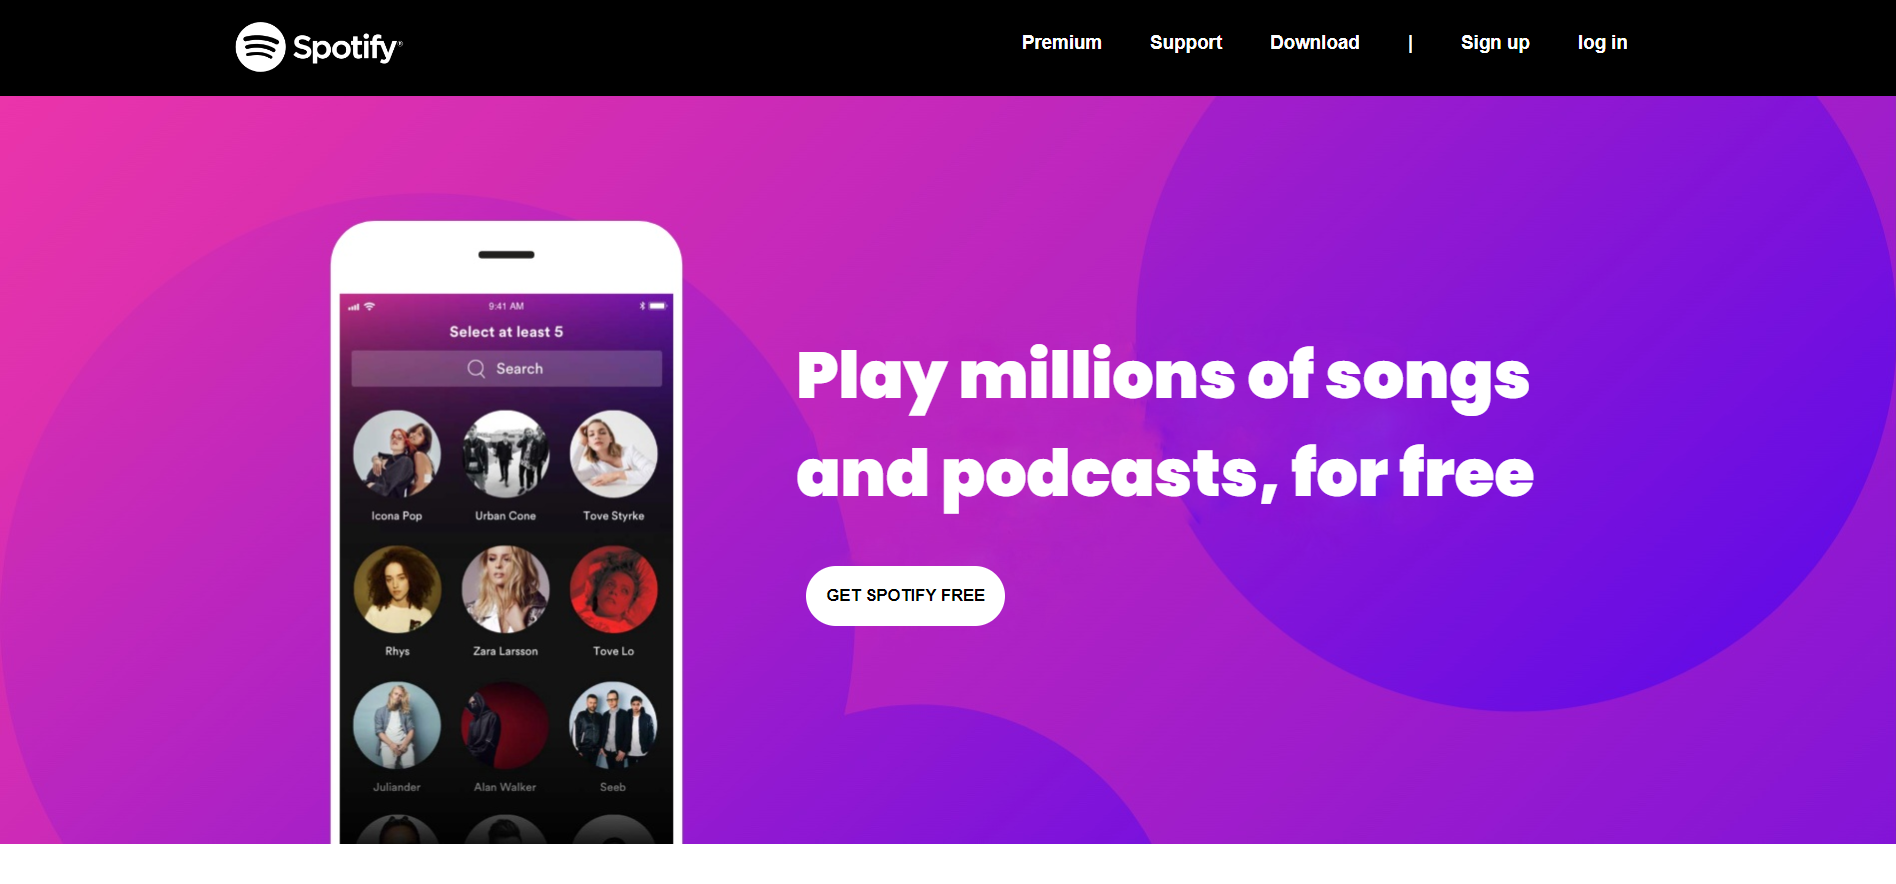 Spotify®
Premium Support Download | Sign up log in
9:41 AM
Select at least 5
Search
Icona Pop Urban Cone Tove Styrke
Rhys Zara Larsson Tove Lo
Juliander Alan Walker Seeb
Play millions of songs
and podcasts, for free
GET SPOTIFY FREE